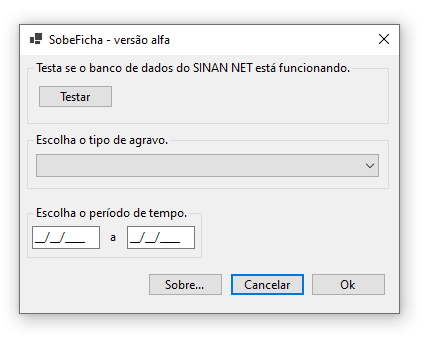 SobeFicha - versão alfa
Testa se o banco de dados do SINAN NET está funcionando.
Testar
Escolha o tipo de agravo.
Escolha o período de tempo.
__/__/____ a __/__/____
Sobre... Cancelar Ok